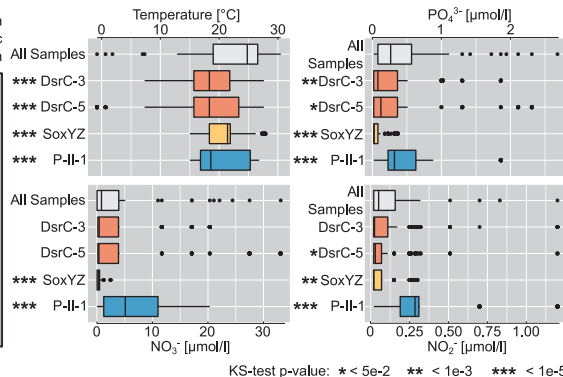 Temperature [°C]
0 10 20 30
All Samples
*** DsrC-3
*** DsrC-5
*** SoxYZ
*** P-II-1
PO₄³⁻ [µmol/l]
0 1 2
All Samples
**DsrC-3
*DsrC-5
***SoxYZ
*** P-II-1
All Samples
DsrC-3
DsrC-5
*** SoxYZ
*** P-II-1
0 10 20 30
NO₃⁻ [µmol/l]
All Samples
DsrC-3
*DsrC-5
** SoxYZ
*** P-II-1
0 0,25 0,50 0,75 1.00
NO₂⁻ [µmol/l]
KS-test p-value: * < 5e-2 ** < 1e-3 *** < 1e-5